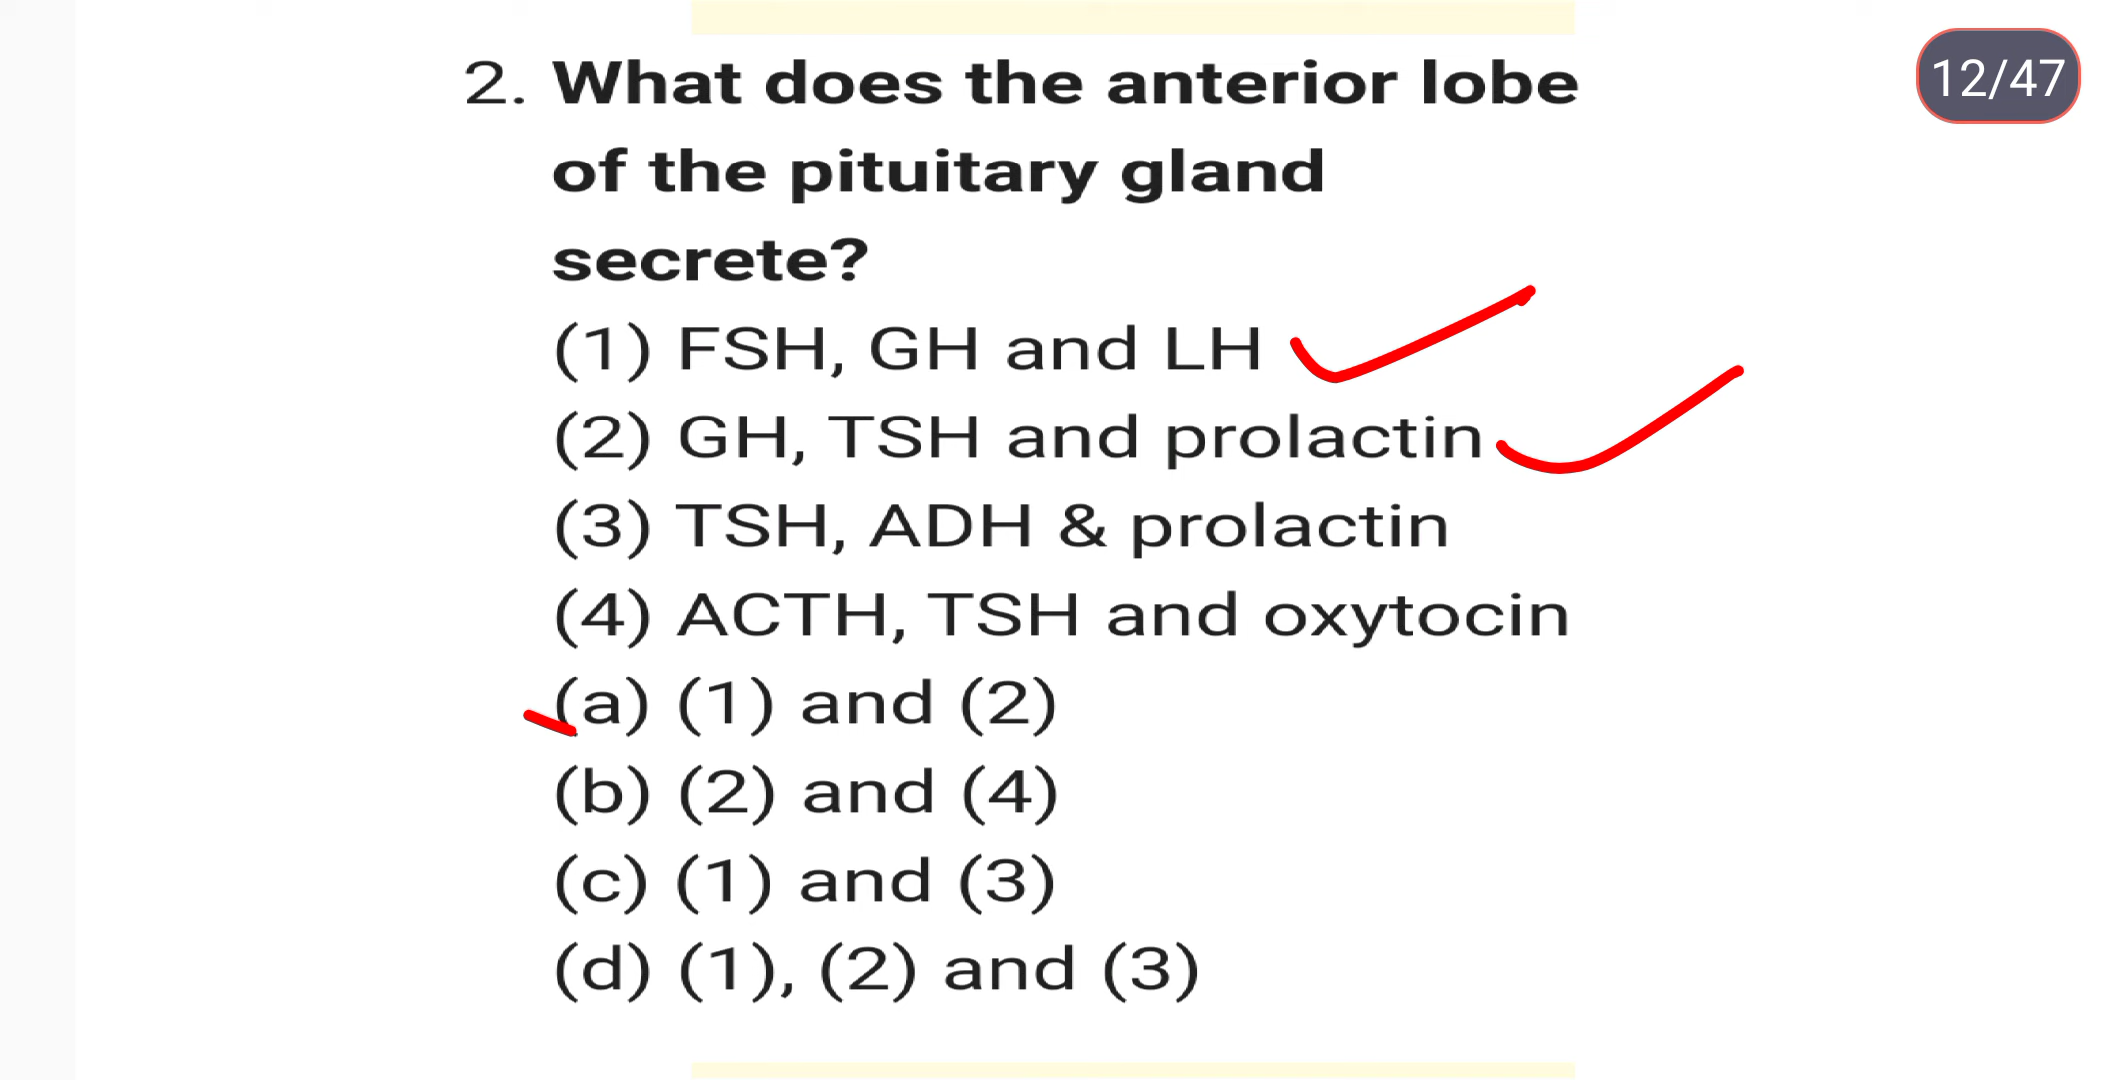 12/47
2. What does the anterior lobe
of the pituitary gland
secrete?
(1) FSH, GH and LH
(2) GH, TSH and prolactin
(3) TSH, ADH & prolactin
(4) ACTH, TSH and oxytocin
(a) (1) and (2)
(b) (2) and (4)
(c) (1) and (3)
(d) (1), (2) and (3)